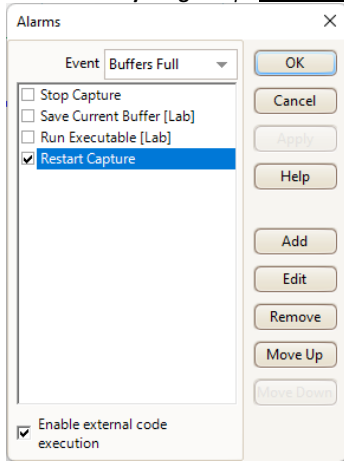 Alarms
Event Buffers Full
Stop Capture
Save Current Buffer [Lab]
Run Executable [Lab]
Restart Capture
Enable external code
execution
OK
Cancel
Apply
Help
Add
Edit
Remove
Move Up
Move Down